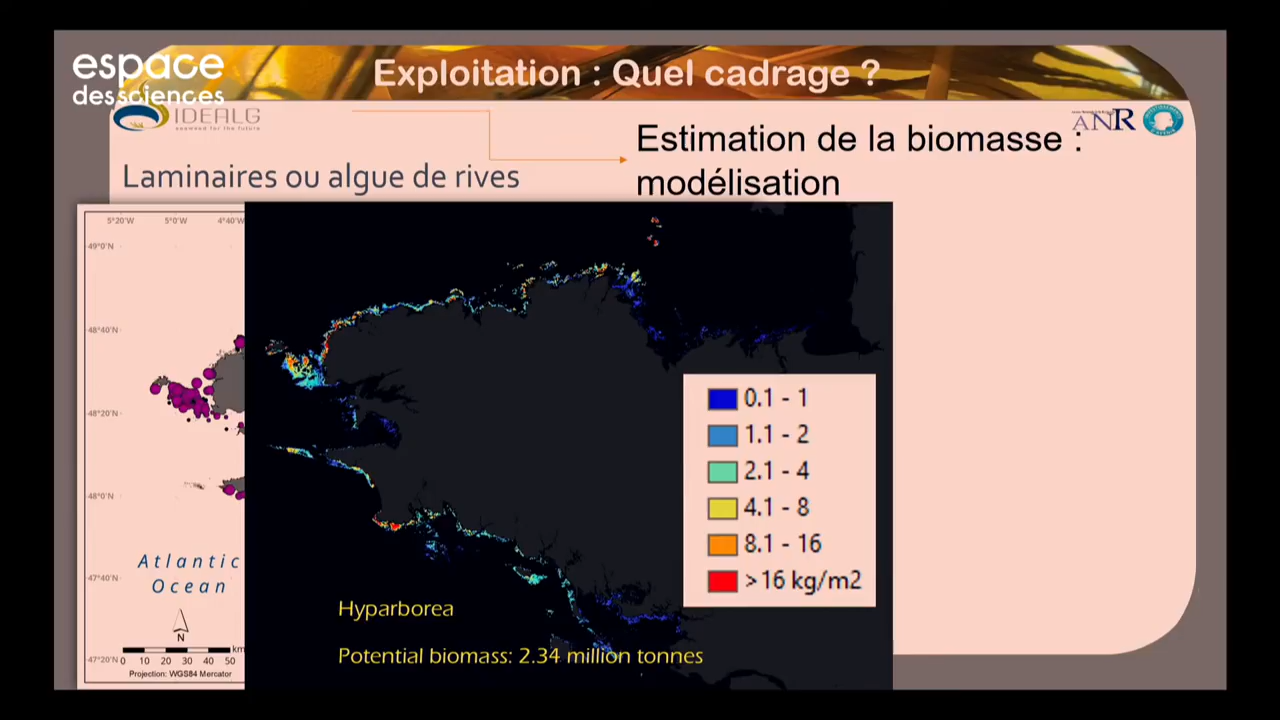 espace
des sciences
Exploitation : Quel cadrage ?
IDEALG
seaweed for the future
ANR
Estimation de la biomasse :
modélisation
Laminaires ou algue de rives
5°20'W 5°0'W 4°40'W
49°0'N
48°40'N
48°20'N
48°0'N
47°40'N
47°20'N
Atlantic
Ocean
N
0 10 20 30 40 50 km
Projection: WGS84 Mercator
0.1 - 1
1.1 - 2
2.1 - 4
4.1 - 8
8.1 - 16
>16 kg/m2
Hyparborea
Potential biomass: 2.34 million tonnes